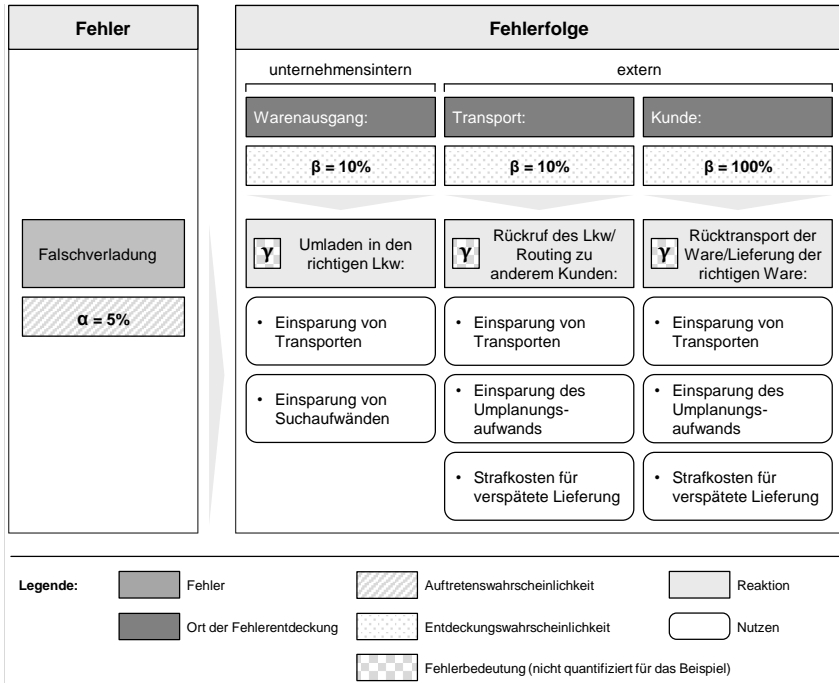 Fehler
Fehlerfolge
unternehmensintern
extern
Warenausgang:
Transport:
Kunde:
β = 10%
β = 10%
β = 100%
Falschverladung
α = 5%
γ
Umladen in den
richtigen Lkw:
γ
Rückruf des Lkw/
Routing zu
anderem Kunden:
γ
Rücktransport der
Ware/Lieferung der
richtigen Ware:
• Einsparung von
Transporten
• Einsparung von
Transporten
• Einsparung von
Transporten
• Einsparung von
Suchaufwänden
• Einsparung des
Umplanungs-
aufwands
• Einsparung des
Umplanungs-
aufwands
• Strafkosten für
verspätete Lieferung
• Strafkosten für
verspätete Lieferung
Legende:
Fehler
Auftretenswahrscheinlichkeit
Reaktion
Ort der Fehlerentdeckung
Entdeckungswahrscheinlichkeit
Nutzen
Fehlerbedeutung (nicht quantifiziert für das Beispiel)